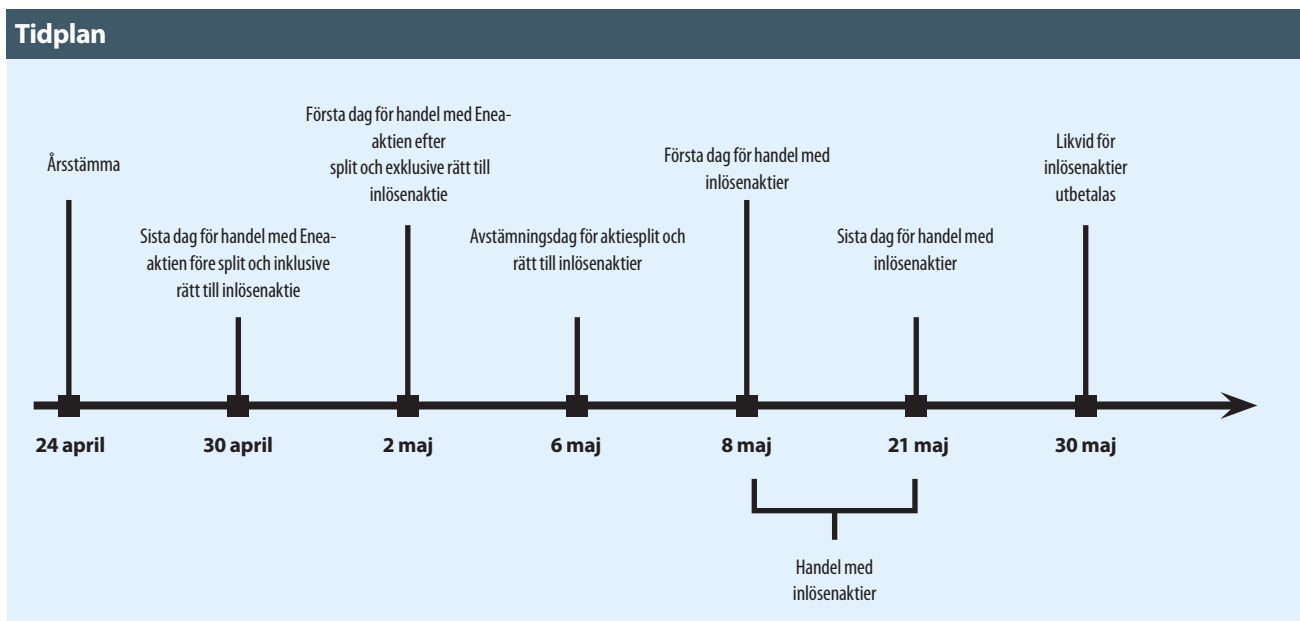 Tidplan
Årsstämma
Sista dag för handel med Enea-
aktien före split och inklusive
rätt till inlösenaktie
Första dag för handel med Enea-
aktien efter
split och exklusive rätt till
inlösenaktie
Avstämningsdag för aktiesplit och
rätt till inlösenaktier
Första dag för handel med
inlösenaktier
Sista dag för handel med
inlösenaktier
Likvid för
inlösenaktier
utbetalas
24 april
30 april
2 maj
6 maj
8 maj
21 maj
30 maj
Handel med
inlösenaktier